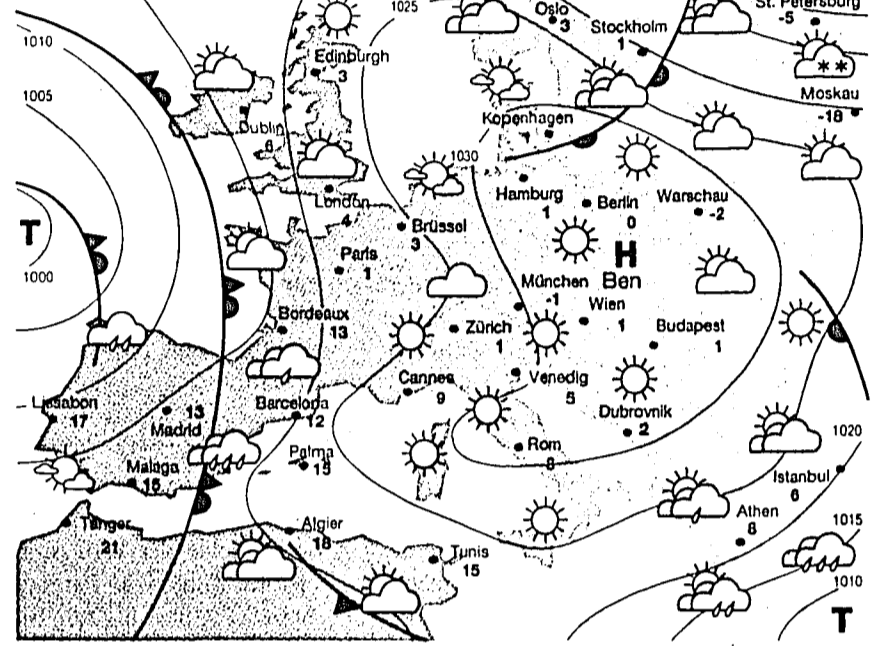 1025
Oslo
3
St. Petersburg
-5
Stockholm
1
1010
Edinburgh
3
1005
Moskau
-18
Dublin
6
Kopenhagen
1030
London
4
Hamburg
1
Berlin
0
Warschau
-2
T
Brüssel
3
H
Ben
Paris
1
1000
München
-1
Wien
1
Bordeaux
13
Zürich
1
Budapest
1
Cannes
9
Venedig
5
Lissabon
17
13
Madrid
Barcelona
12
Dubrovnik
2
1020
Rom
8
Palma
15
Malaga
16
Istanbul
6
Athen
8
1015
Tanger
21
Algier
18
Tunis
15
1010
T